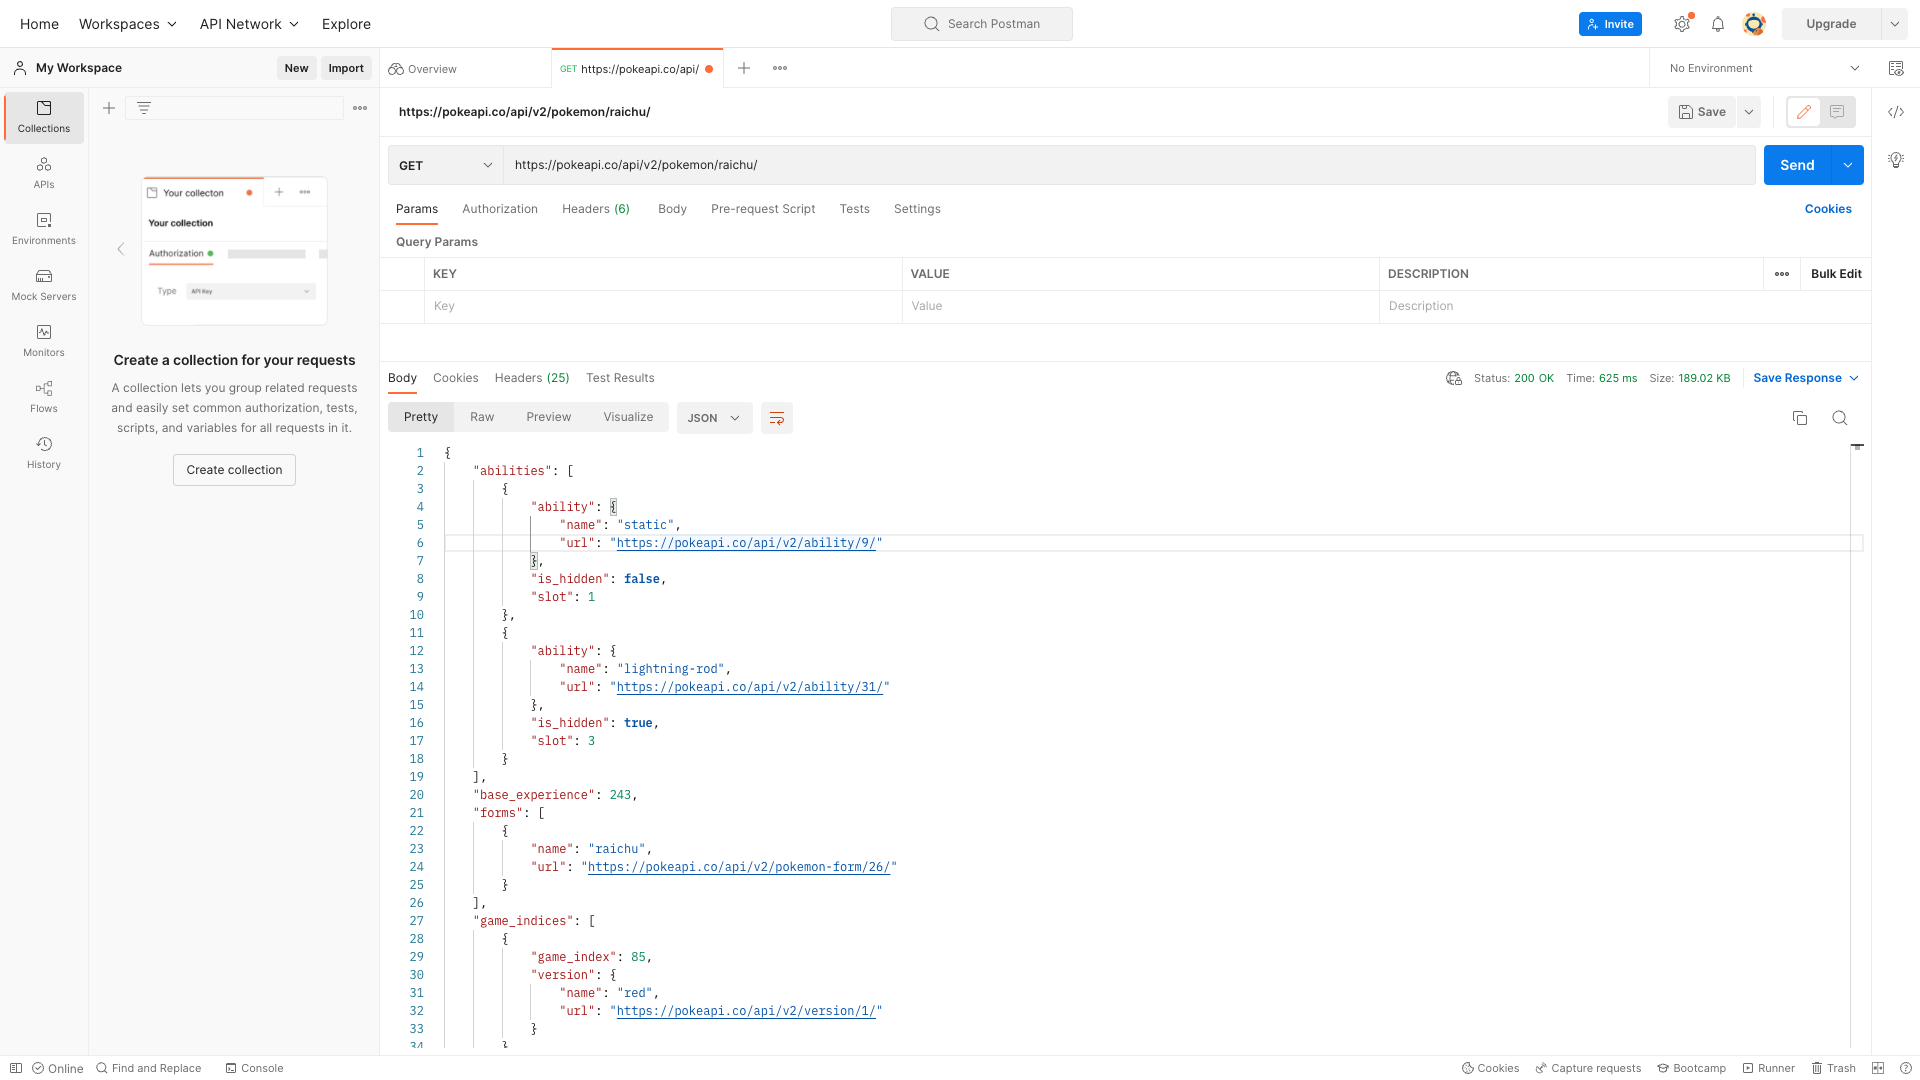 Home Workspaces API Network Explore Search Postman Invite Upgrade
My Workspace New Import Overview GET https://pokeapi.co/api/ No Environment
https://pokeapi.co/api/v2/pokemon/raichu/ Save
GET https://pokeapi.co/api/v2/pokemon/raichu/ Send
Params Authorization Headers (6) Body Pre-request Script Tests Settings Cookies
Query Params
KEY VALUE DESCRIPTION Bulk Edit
Key Value Description
Collections
APIs
Environments
Mock Servers
Monitors
Flows
History
Your collecton
Your collection
Authorization
Type API Key
Create a collection for your requests
A collection lets you group related requests
and easily set common authorization, tests,
scripts, and variables for all requests in it.
Create collection
Body Cookies Headers (25) Test Results Status: 200 OK Time: 625 ms Size: 189.02 KB Save Response
Pretty Raw Preview Visualize JSON
1 {
2 "abilities": [
3 {
4 "ability": {
5 "name": "static",
6 "url": "https://pokeapi.co/api/v2/ability/9/"
7 },
8 "is_hidden": false,
9 "slot": 1
10 },
11 {
12 "ability": {
13 "name": "lightning-rod",
14 "url": "https://pokeapi.co/api/v2/ability/31/"
15 },
16 "is_hidden": true,
17 "slot": 3
18 }
19 ],
20 "base_experience": 243,
21 "forms": [
22 {
23 "name": "raichu",
24 "url": "https://pokeapi.co/api/v2/pokemon-form/26/"
25 }
26 ],
27 "game_indices": [
28 {
29 "game_index": 85,
30 "version": {
31 "name": "red",
32 "url": "https://pokeapi.co/api/v2/version/1/"
33 }
34 }
Online Find and Replace Console Cookies Capture requests Bootcamp Runner Trash